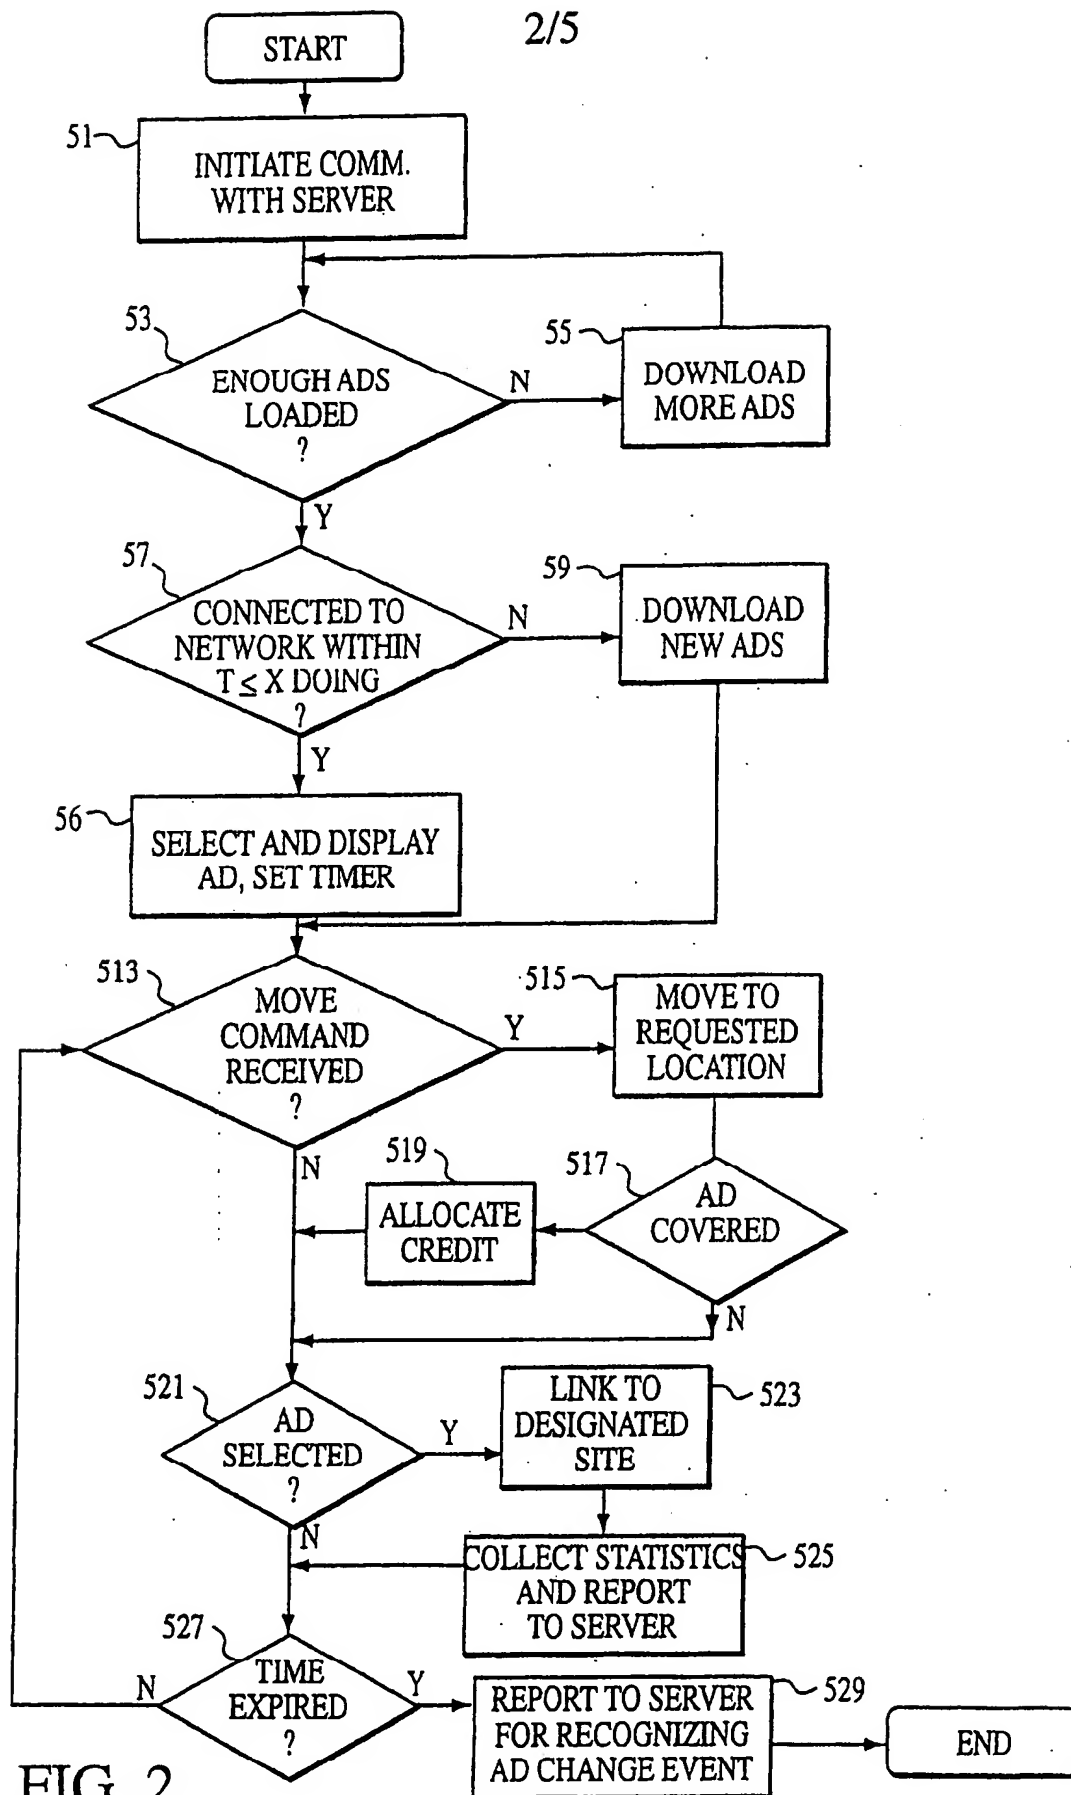 2/5
START
51
INITIATE COMM.
WITH SERVER
53
ENOUGH ADS
LOADED
?
N
55
DOWNLOAD
MORE ADS
Y
57
CONNECTED TO
NETWORK WITHIN
T ≤ X DOING
?
N
59
DOWNLOAD
NEW ADS
Y
56
SELECT AND DISPLAY
AD, SET TIMER
513
MOVE
COMMAND
RECEIVED
?
Y
515
MOVE TO
REQUESTED
LOCATION
N
519
ALLOCATE
CREDIT
517
AD
COVERED
N
521
AD
SELECTED
?
Y
LINK TO
DESIGNATED
SITE
523
N
COLLECT STATISTICS
AND REPORT
TO SERVER
525
527
TIME
EXPIRED
?
N
Y
REPORT TO SERVER
FOR RECOGNIZING
AD CHANGE EVENT
529
END
FIG. 2